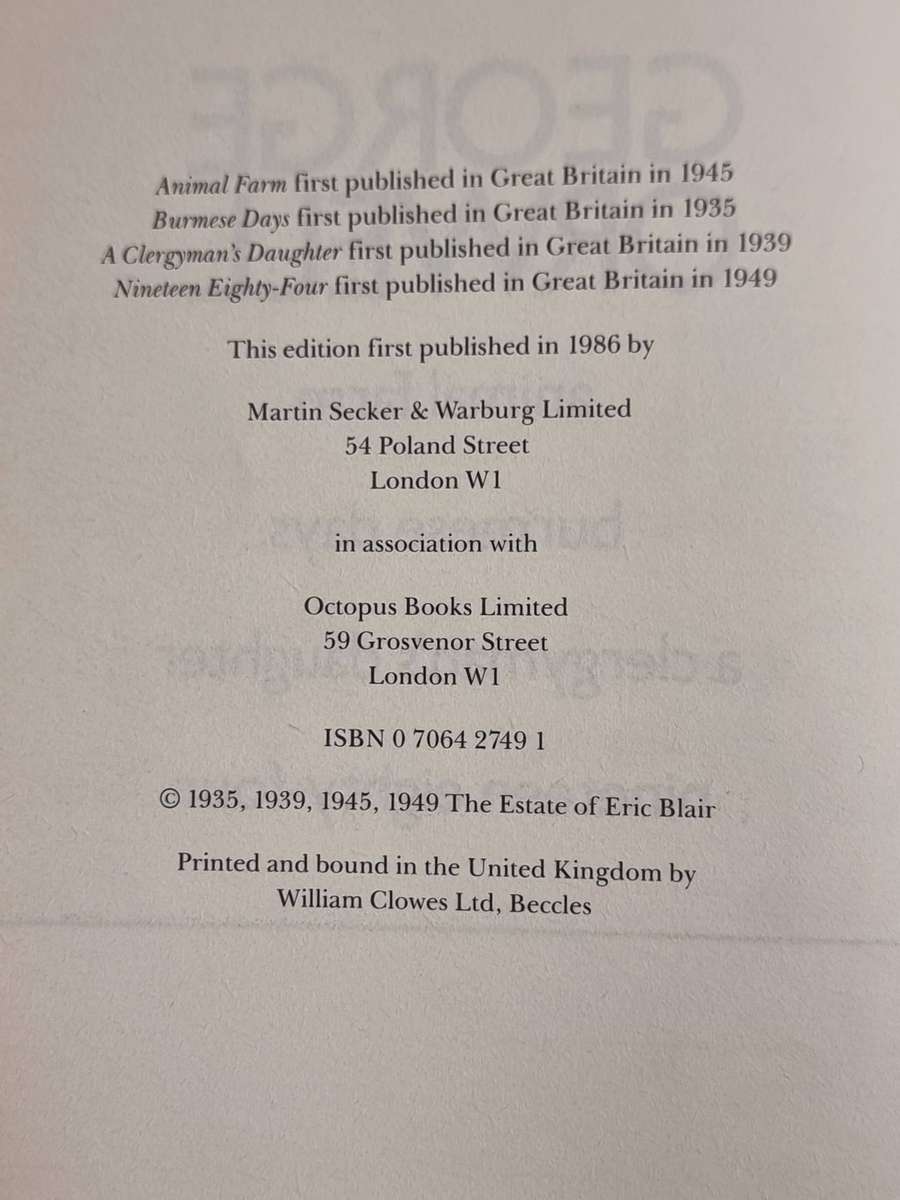 Animal Farm first published in Great Britain in 1945
Burmese Days first published in Great Britain in 1935
A Clergyman's Daughter first published in Great Britain in 1939
Nineteen Eighty-Four first published in Great Britain in 1949
This edition first published in 1986 by
Martin Secker & Warburg Limited
54 Poland Street
London W1
in association with
Octopus Books Limited
59 Grosvenor Street
London W1
ISBN 0 7064 2749 1
© 1935, 1939, 1945, 1949 The Estate of Eric Blair
Printed and bound in the United Kingdom by
William Clowes Ltd, Beccles